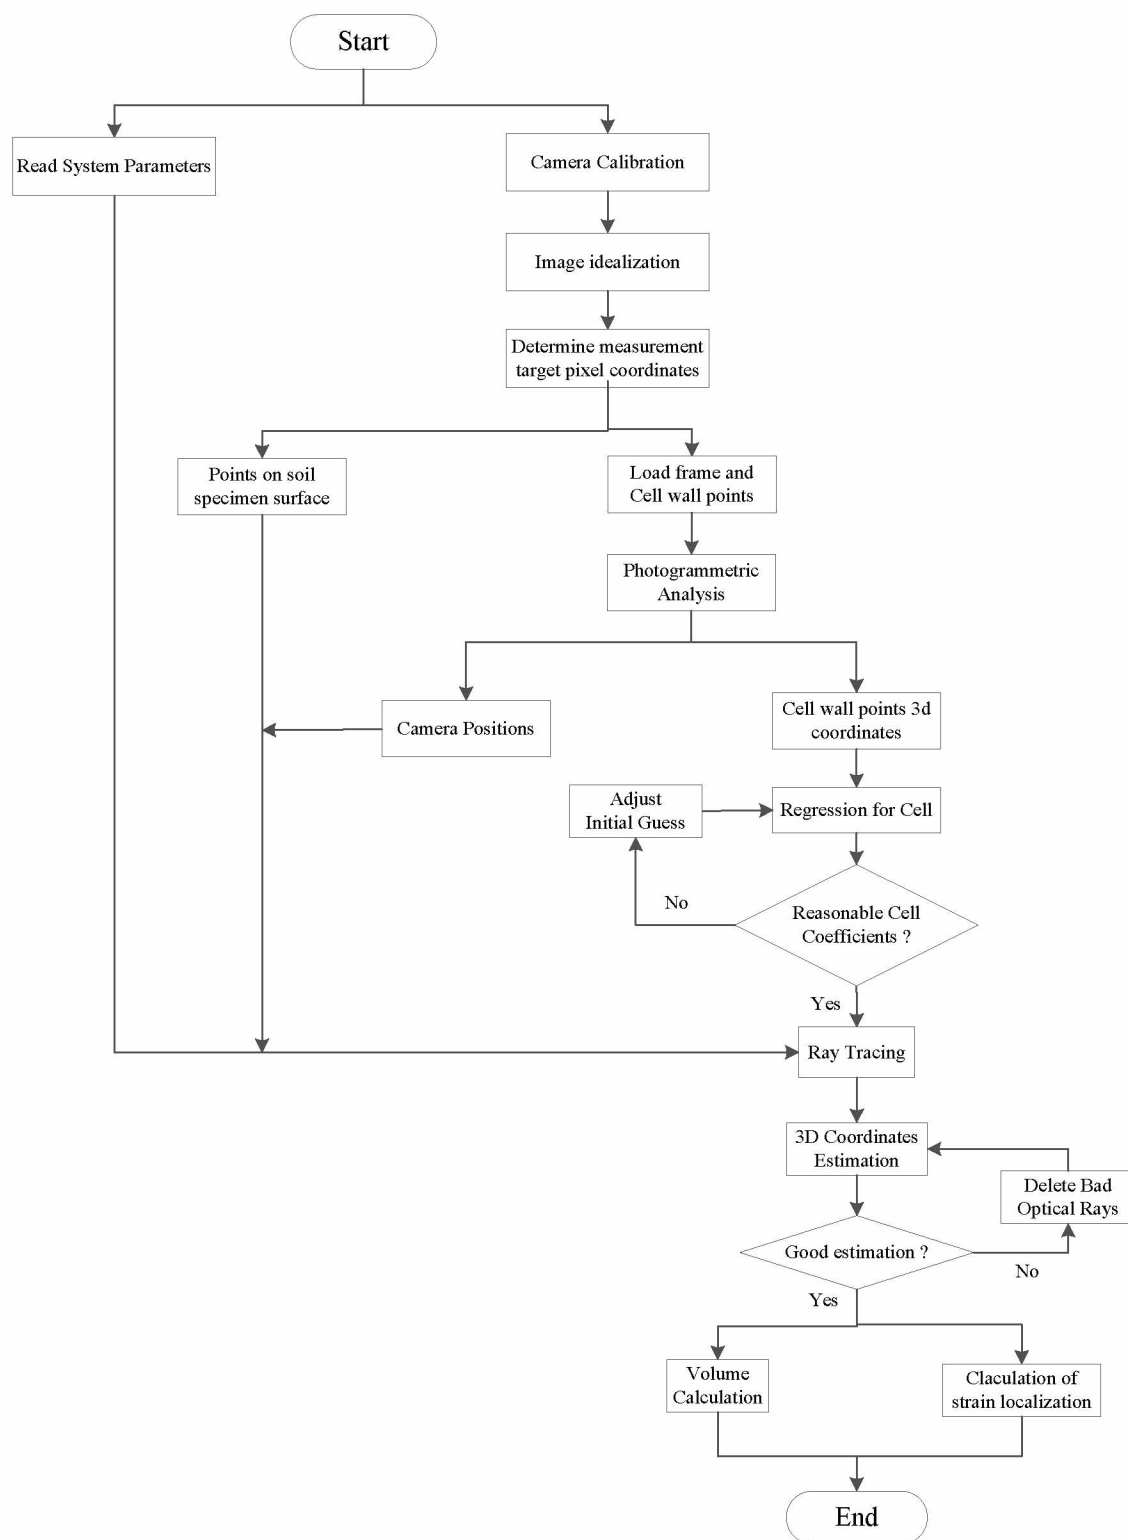 Start
Read System Parameters
Camera Calibration
Image idealization
Determine measurement
target pixel coordinates
Points on soil
specimen surface
Load frame and
Cell wall points
Photogrammetric
Analysis
Camera Positions
Cell wall points 3d
coordinates
Adjust
Initial Guess
Regression for Cell
No
Reasonable Cell
Coefficients ?
Yes
Ray Tracing
3D Coordinates
Estimation
Delete Bad
Optical Rays
Good estimation ?
No
Yes
Volume
Calculation
Claculation of
strain localization
End